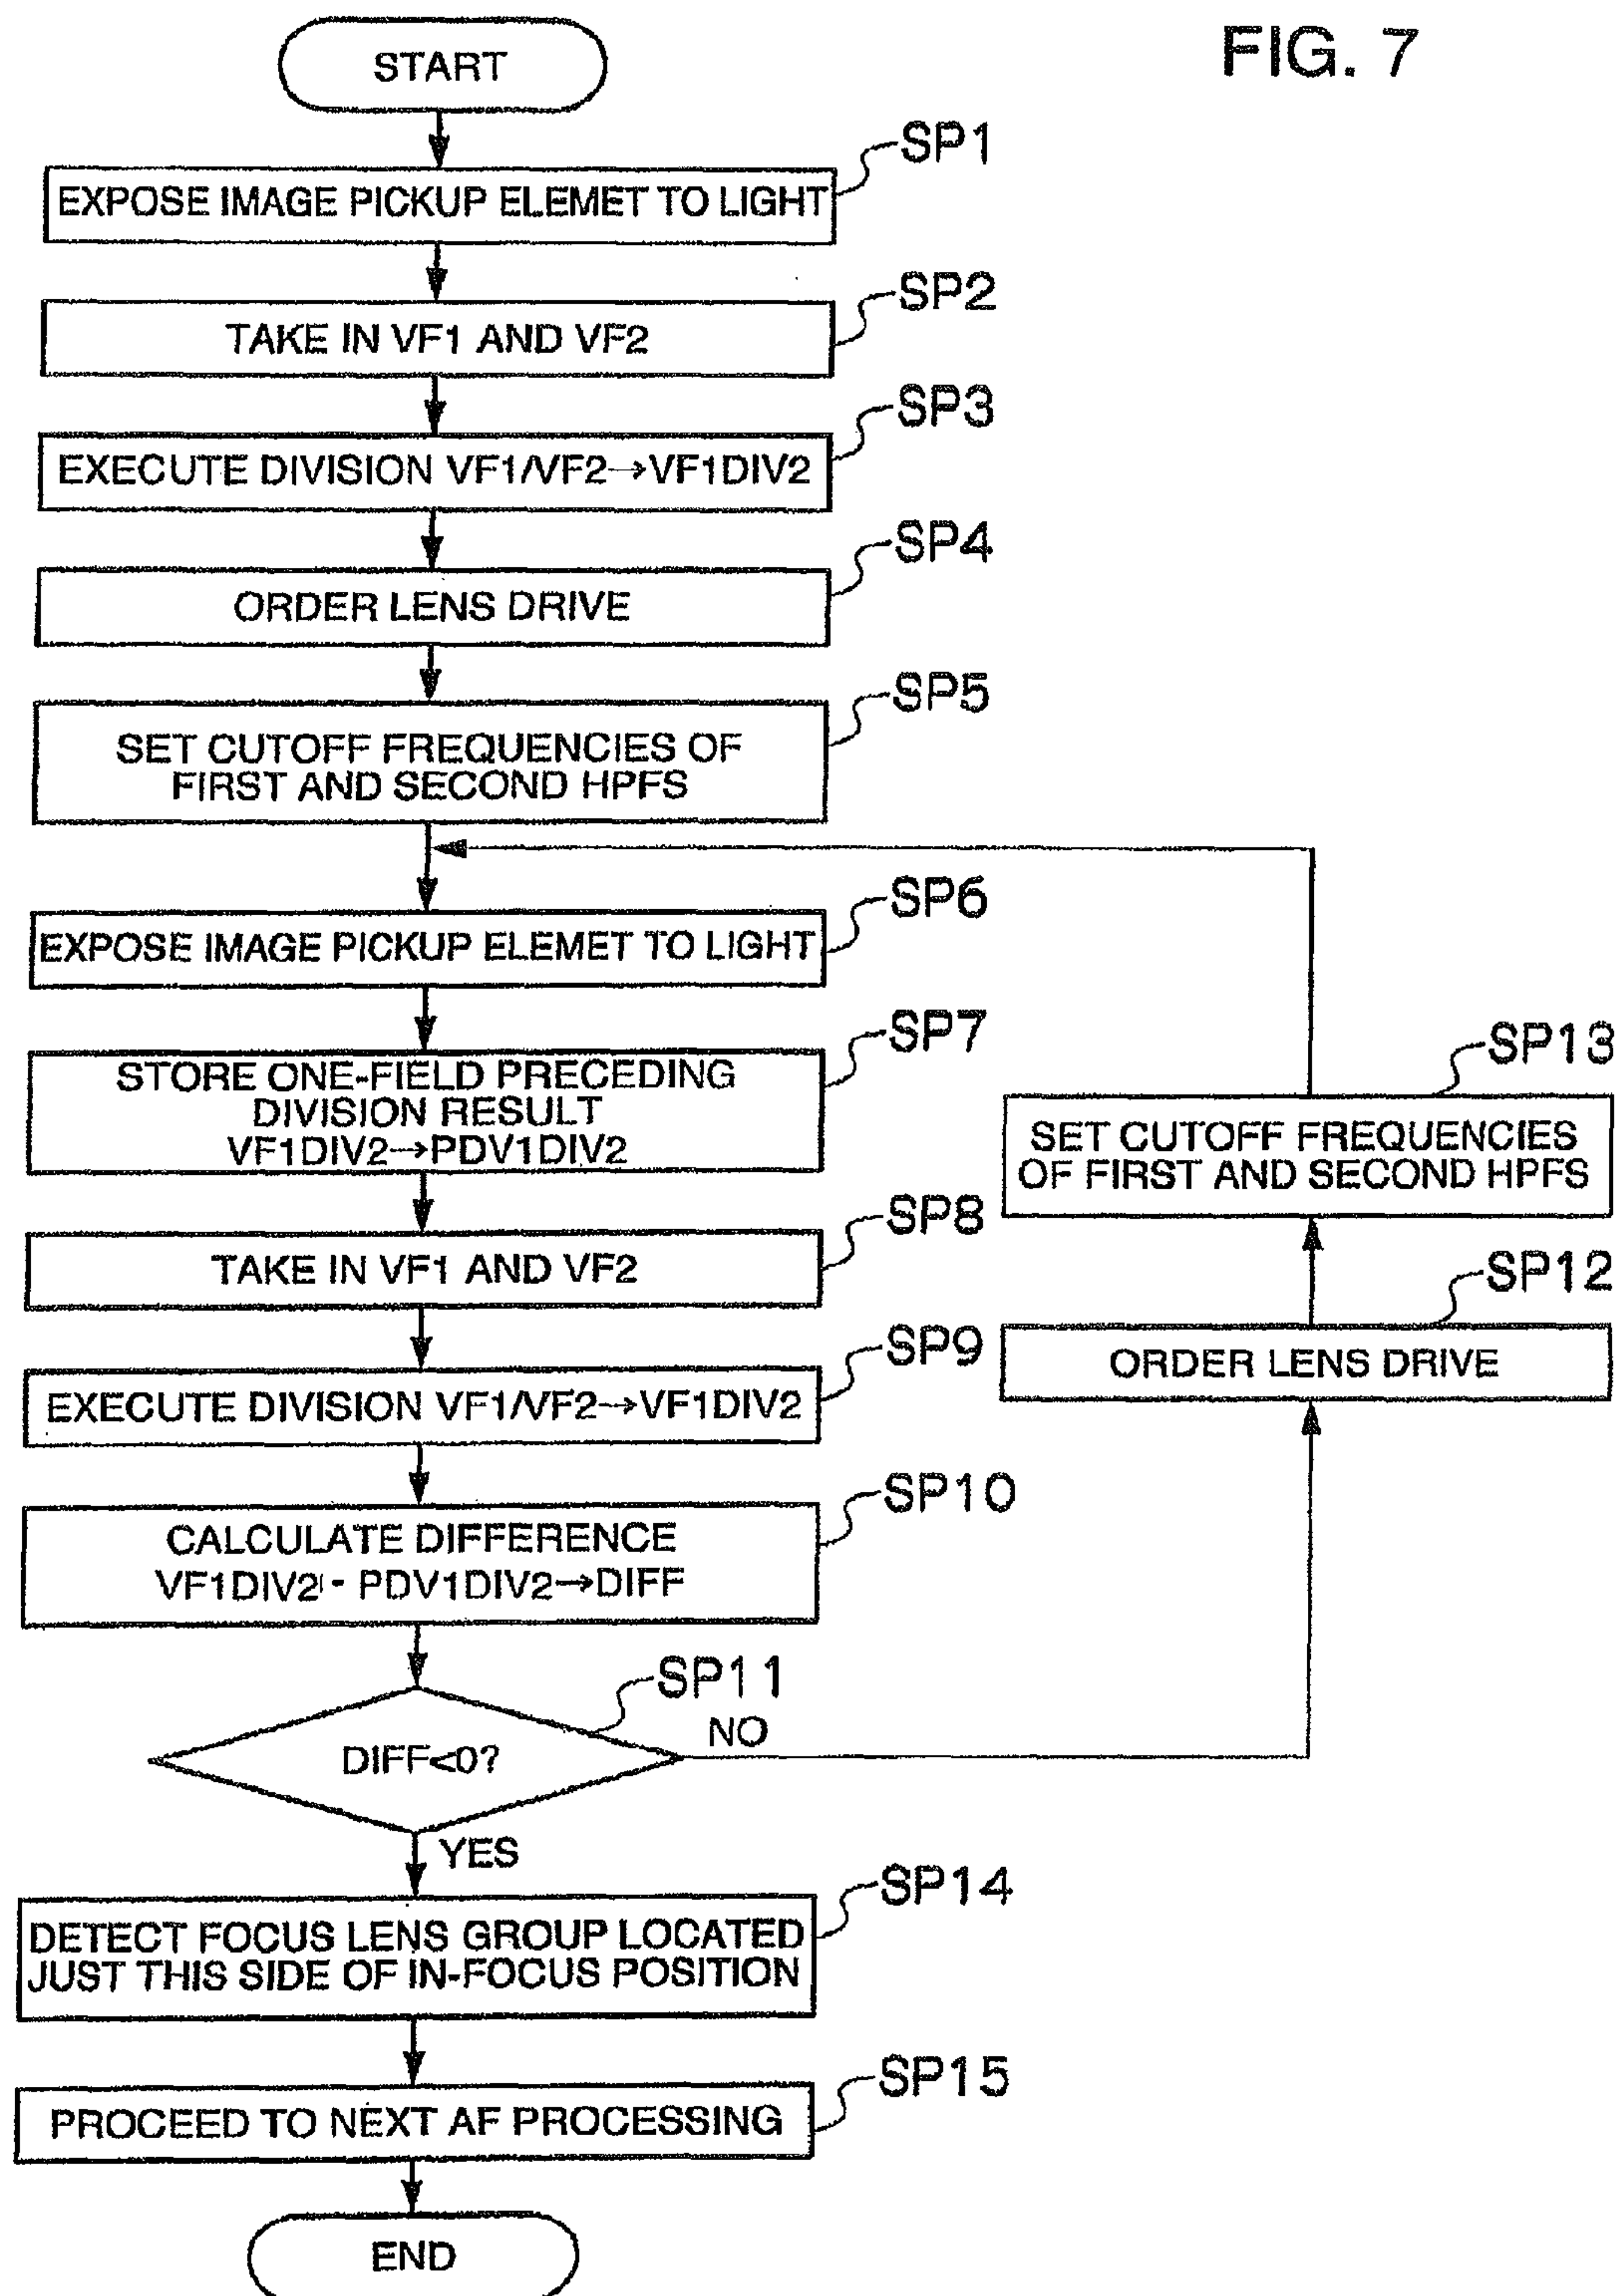 FIG. 7
START
SP1
EXPOSE IMAGE PICKUP ELEMET TO LIGHT
SP2
TAKE IN VF1 AND VF2
SP3
EXECUTE DIVISION VF1/VF2→VF1DIV2
SP4
ORDER LENS DRIVE
SP5
SET CUTOFF FREQUENCIES OF
FIRST AND SECOND HPFS
SP6
EXPOSE IMAGE PICKUP ELEMET TO LIGHT
SP7
STORE ONE-FIELD PRECEDING
DIVISION RESULT
VF1DIV2→PDV1DIV2
SP8
TAKE IN VF1 AND VF2
SP9
EXECUTE DIVISION VF1/VF2→VF1DIV2
SP10
CALCULATE DIFFERENCE
VF1DIV2 - PDV1DIV2→DIFF
SP11
DIFF<0?
NO
YES
SP13
SET CUTOFF FREQUENCIES
OF FIRST AND SECOND HPFS
SP12
ORDER LENS DRIVE
SP14
DETECT FOCUS LENS GROUP LOCATED
JUST THIS SIDE OF IN-FOCUS POSITION
SP15
PROCEED TO NEXT AF PROCESSING
END